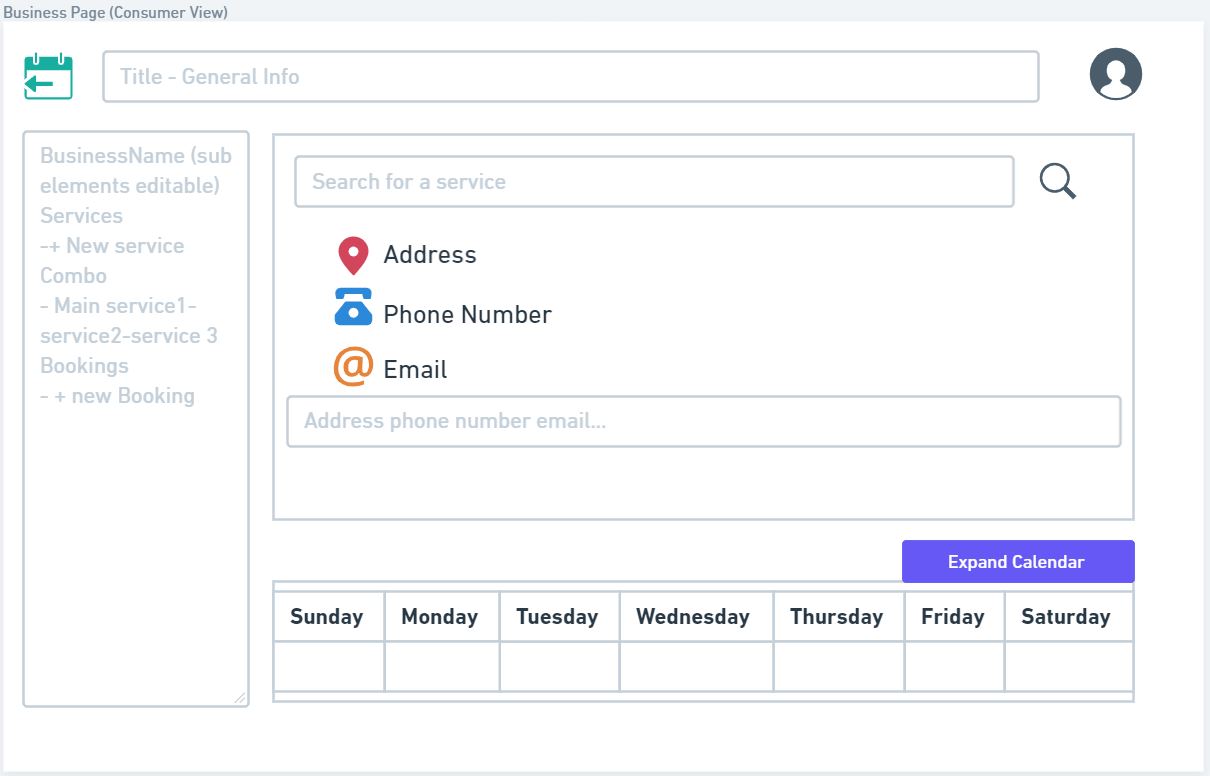 Business Page (Consumer View)
Title - General Info
BusinessName (sub
elements editable)
Services
-+ New service
Combo
- Main service1-
service2-service 3
Bookings
- + new Booking
Search for a service
Address
Phone Number
@ Email
Address phone number email...
Expand Calendar
Sunday Monday Tuesday Wednesday Thursday Friday Saturday